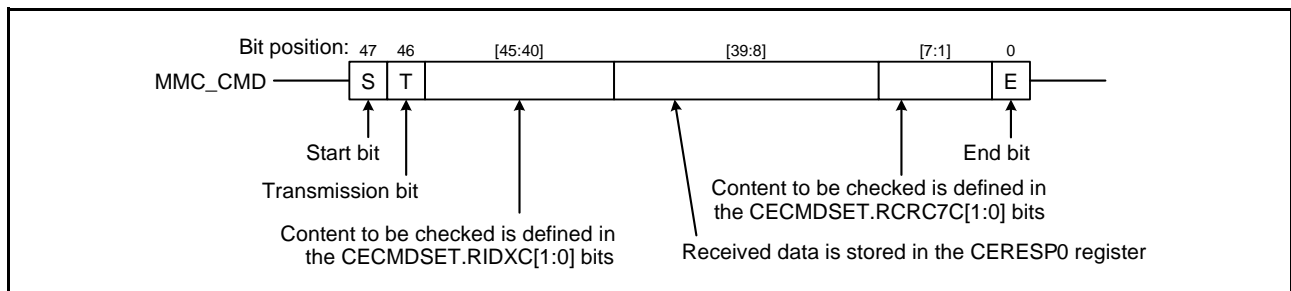 Bit position: 47 46 [45:40] [39:8] [7:1] 0
MMC_CMD S T E
Start bit
End bit
Transmission bit
Content to be checked is defined in
the CECMDSET.RCRC7C[1:0] bits
Content to be checked is defined in
the CECMDSET.RIDXC[1:0] bits
Received data is stored in the CERESP0 register